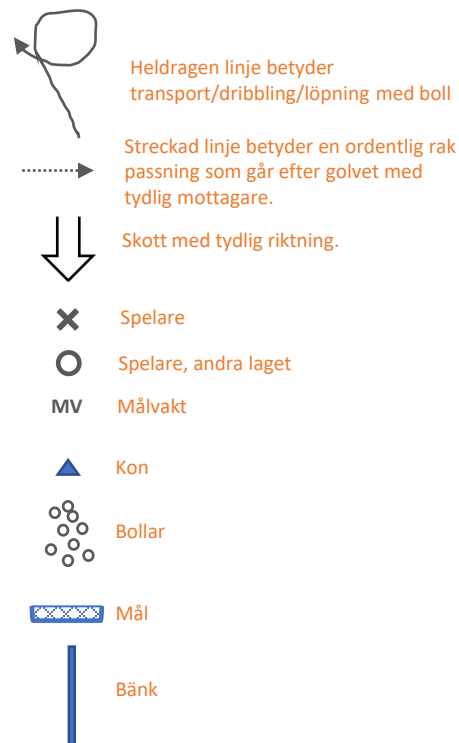 Heldragen linje betyder
transport/dribbling/löpning med boll
Streckad linje betyder en ordentlig rak
passning som går efter golvet med
tydlig mottagare.
Skott med tydlig riktning.
Spelare
Spelare, andra laget
MV Målvakt
Kon
Bollar
Mål
Bänk